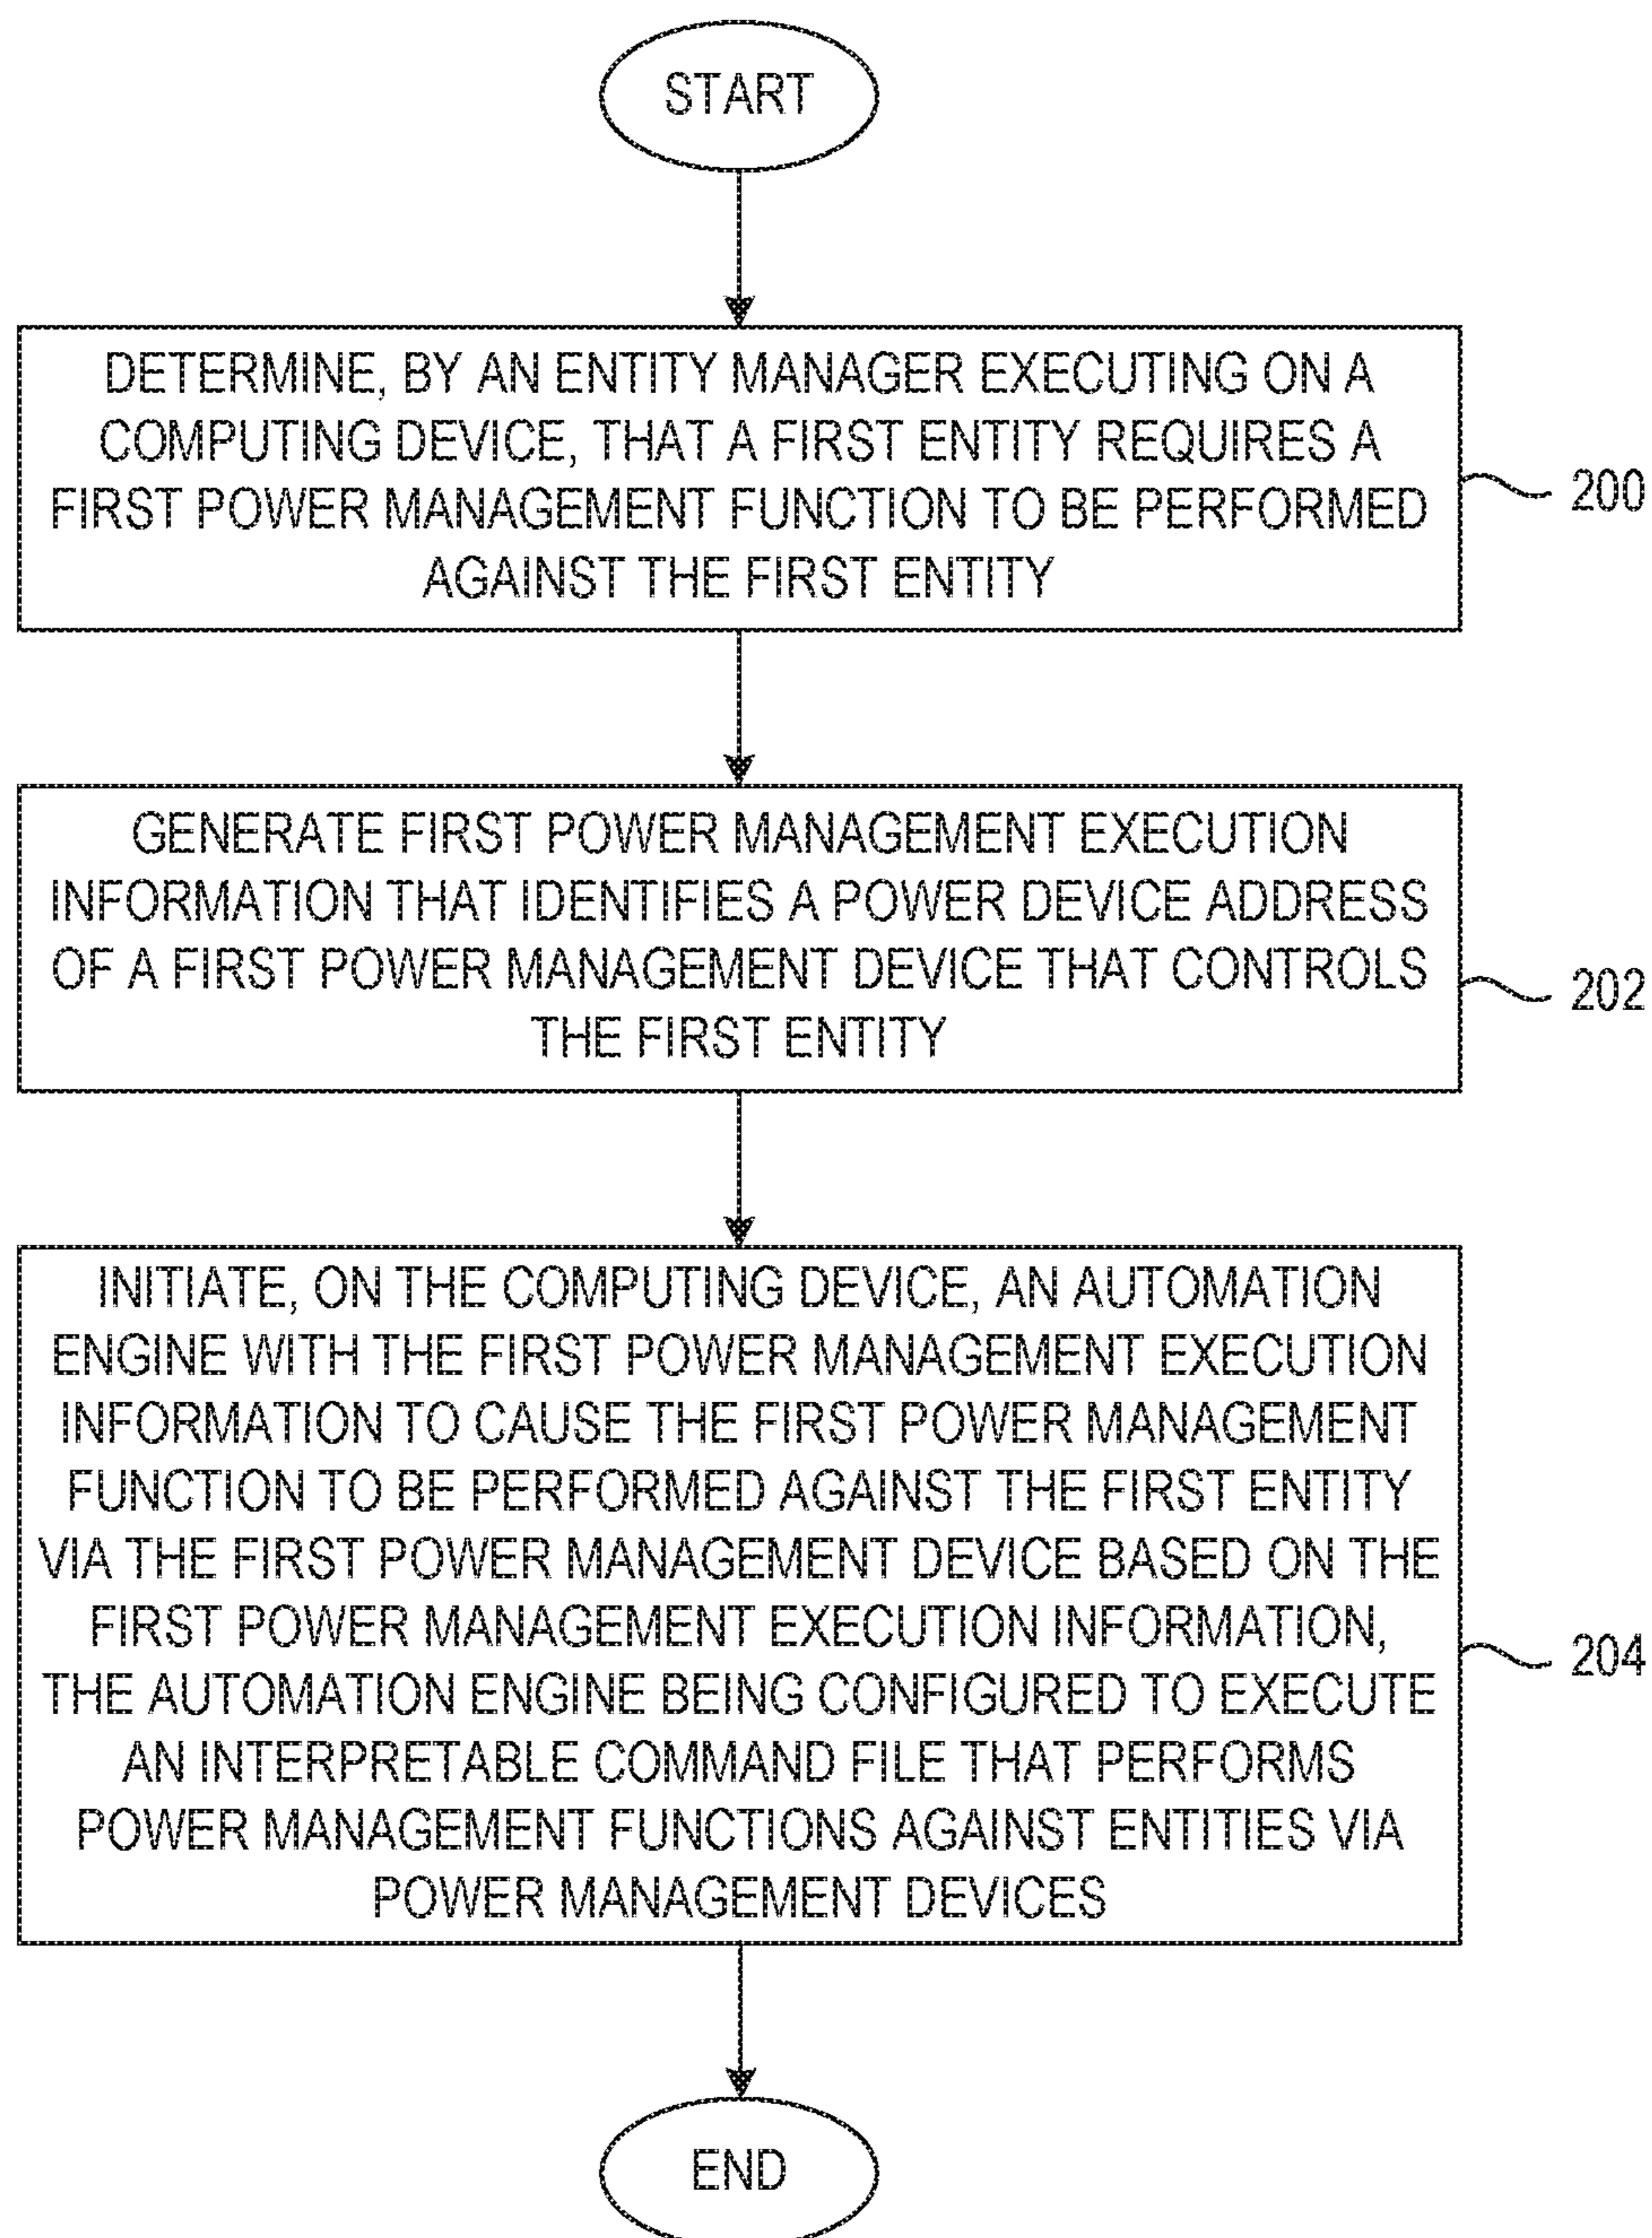 START
DETERMINE, BY AN ENTITY MANAGER EXECUTING ON A
COMPUTING DEVICE, THAT A FIRST ENTITY REQUIRES A
FIRST POWER MANAGEMENT FUNCTION TO BE PERFORMED
AGAINST THE FIRST ENTITY
200
GENERATE FIRST POWER MANAGEMENT EXECUTION
INFORMATION THAT IDENTIFIES A POWER DEVICE ADDRESS
OF A FIRST POWER MANAGEMENT DEVICE THAT CONTROLS
THE FIRST ENTITY
202
INITIATE, ON THE COMPUTING DEVICE, AN AUTOMATION
ENGINE WITH THE FIRST POWER MANAGEMENT EXECUTION
INFORMATION TO CAUSE THE FIRST POWER MANAGEMENT
FUNCTION TO BE PERFORMED AGAINST THE FIRST ENTITY
VIA THE FIRST POWER MANAGEMENT DEVICE BASED ON THE
FIRST POWER MANAGEMENT EXECUTION INFORMATION,
THE AUTOMATION ENGINE BEING CONFIGURED TO EXECUTE
AN INTERPRETABLE COMMAND FILE THAT PERFORMS
POWER MANAGEMENT FUNCTIONS AGAINST ENTITIES VIA
POWER MANAGEMENT DEVICES
204
END